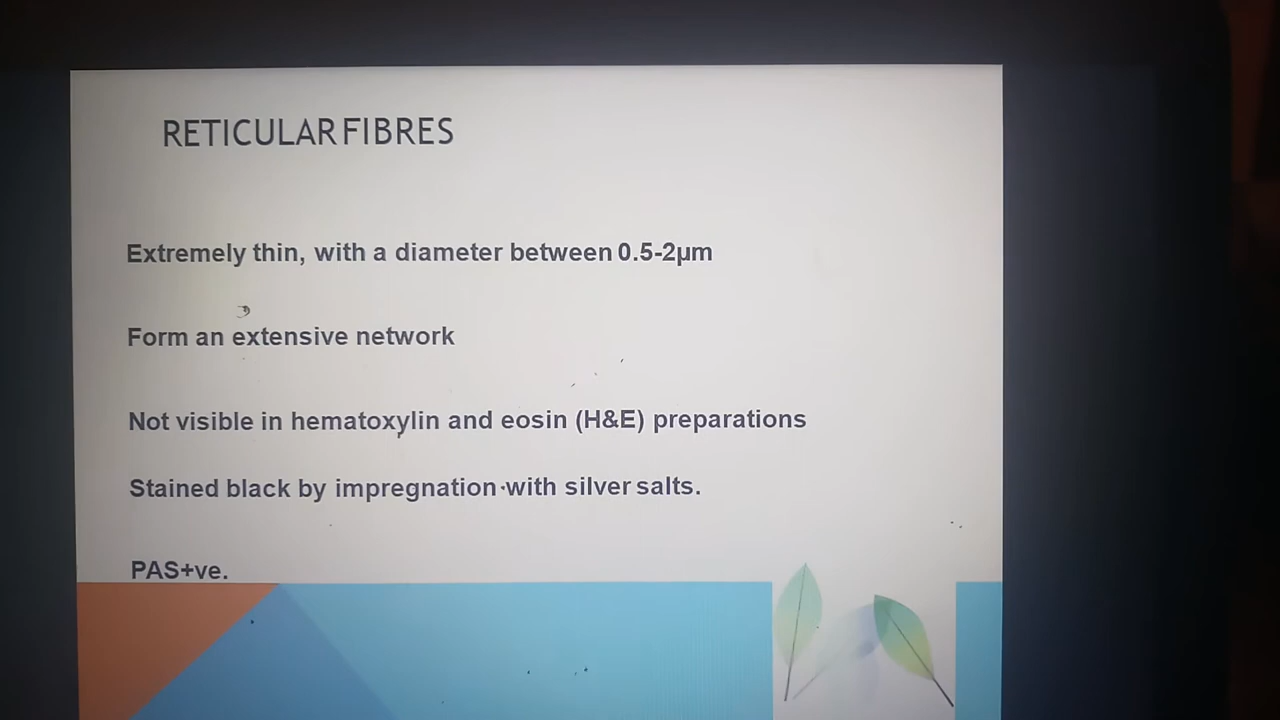 RETICULAR FIBRES
Extremely thin, with a diameter between 0.5-2µm
Form an extensive network
Not visible in hematoxylin and eosin (H&E) preparations
Stained black by impregnation with silver salts.
PAS+ve.